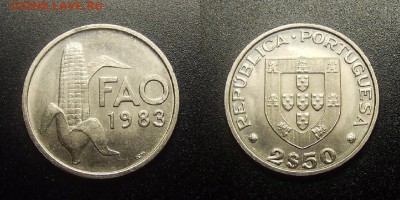 COINS.LAVE.RU
FAO
1983
REPUBLICA · PORTUGUESA
2$50